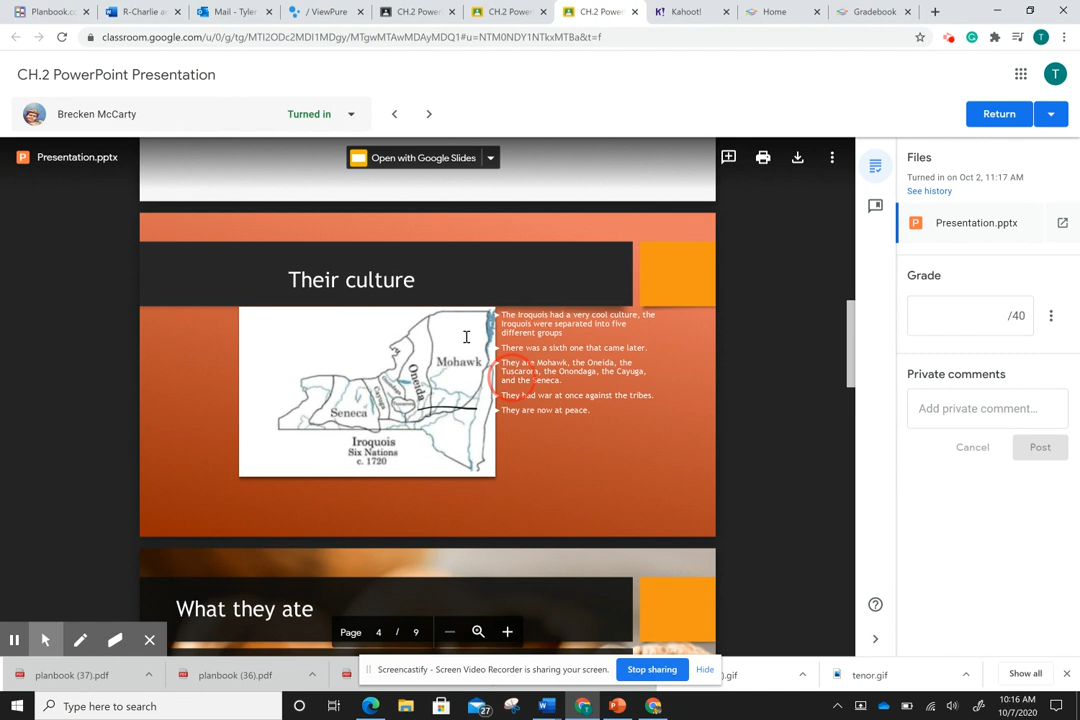 Planbook.c
R-Charlie a
Mail - Tyler
/ ViewPure
CH.2 Power
CH.2 Power
CH.2 Powe
Kahoot!
Home
Gradebook
classroom.google.com/u/0/g/tg/MTI2ODc2MDI1MDgy/MTgwMTAwMDAyMDQ1#u=NTM0NDY1NTkxMTBa&t=f
T
CH.2 PowerPoint Presentation
T
Brecken McCarty
Turned in
Return
Presentation.pptx
Open with Google Slides
Files
Turned in on Oct 2, 11:17 AM
See history
Presentation.pptx
Grade
/40
Private comments
Add private comment...
Cancel
Post
Their culture
The Iroquois had a very cool culture, the
Iroquois were separated into five
different groups
There was a sixth one that came later.
They are Mohawk, the Oneida, the
Tuscarora, the Onondaga, the Cayuga,
and the Seneca.
They had war at once against the tribes.
They are now at peace.
Mohawk
Oneida
Cayuga
Seneca
Iroquois
Six Nations
c. 1720
What they ate
Page 4 / 9
Screencastify - Screen Video Recorder is sharing your screen.
Stop sharing
Hide
planbook (37).pdf
planbook (36).pdf
).gif
tenor.gif
Show all
Type here to search
27
10:16 AM
10/7/2020